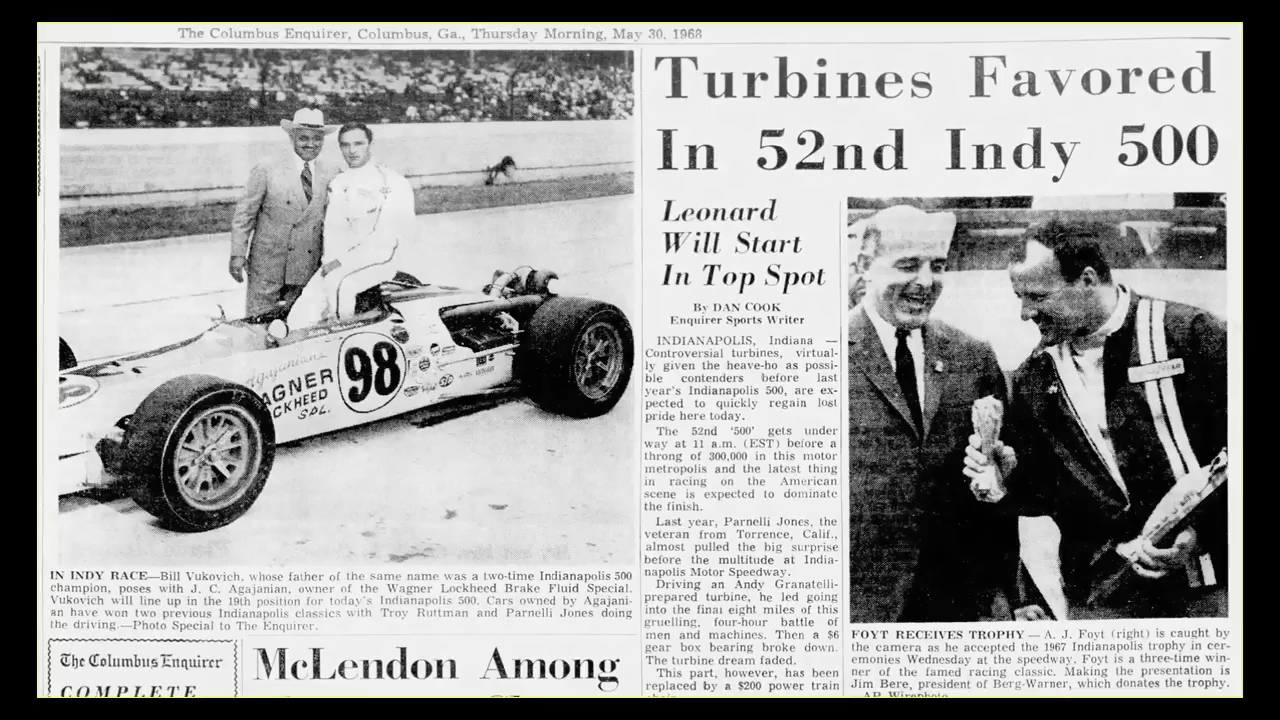 The Columbus Enquirer, Columbus, Ga., Thursday Morning, May 30, 1968
Agajanian's
AGNER
CKHEED
SPL.
98
IN INDY RACE—Bill Vukovich, whose father of the same name was a two-time Indianapolis 500
champion, poses with J. C. Agajanian, owner of the Wagner Lockheed Brake Fluid Special.
Vukovich will line up in the 19th position for today's Indianapolis 500. Cars owned by Agajani-
an have won two previous Indianapolis classics with Troy Ruttman and Parnelli Jones doing
the driving.—Photo Special to The Enquirer.
The Columbus Enquirer
COMPLETE
McLendon Among
Turbines Favored
In 52nd Indy 500
Leonard
Will Start
In Top Spot
By DAN COOK
Enquirer Sports Writer
INDIANAPOLIS, Indiana —
Controversial turbines, virtual-
ly given the heave-ho as possi-
ble contenders before last
year's Indianapolis 500, are ex-
pected to quickly regain lost
pride here today.
The 52nd '500' gets under
way at 11 a.m. (EST) before a
throng of 300,000 in this motor
metropolis and the latest thing
in racing on the American
scene is expected to dominate
the finish.
Last year, Parnelli Jones, the
veteran from Torrence, Calif.,
almost pulled the big surprise
before the multitude at India-
napolis Motor Speedway.
Driving an Andy Granatelli-
prepared turbine, he led going
into the final eight miles of this
gruelling, four-hour battle of
men and machines. Then a $6
gear box bearing broke down.
The turbine dream faded.
This part, however, has been
replaced by a $200 power train
FOYT RECEIVES TROPHY — A. J. Foyt (right) is caught by
the camera as he accepted the 1967 Indianapolis trophy in cer-
emonies Wednesday at the speedway. Foyt is a three-time win-
ner of the famed racing classic. Making the presentation is
Jim Bere, president of Berg-Warner, which donates the trophy.
—AP Wirephoto